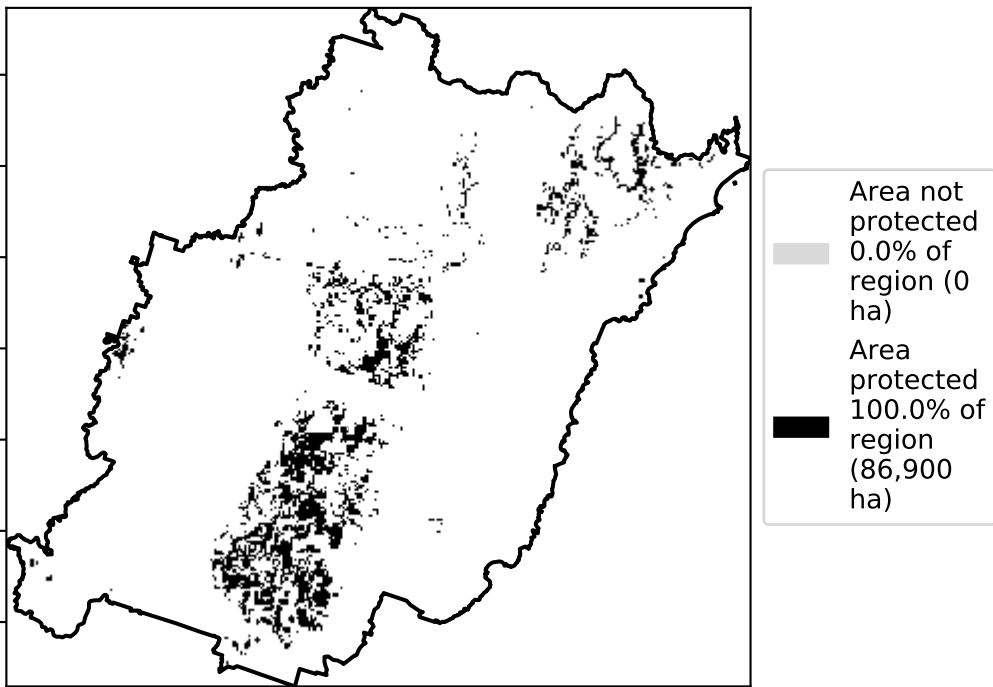 Area not
protected
0.0% of
region (0
ha)
Area
protected
100.0% of
region
(86,900
ha)